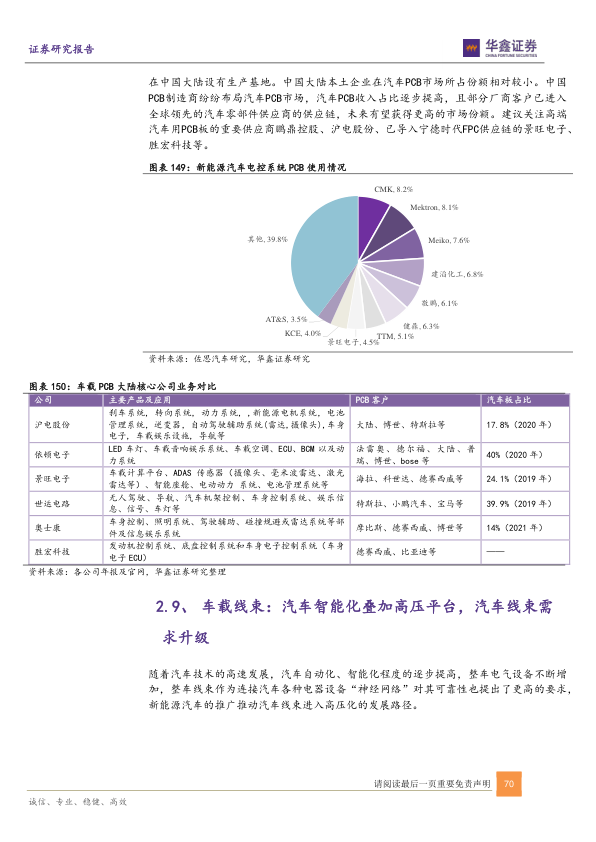 证券研究报告
华鑫证券
CHINA FORTUNE SECURITIES
在中国大陆设有生产基地。中国大陆本土企业在汽车PCB市场所占份额相对较小。中国
PCB制造商纷纷布局汽车PCB市场，汽车PCB收入占比逐步提高，且部分厂商客户已进入
全球领先的汽车零部件供应商的供应链，未来有望获得更高的市场份额。建议关注高端
汽车用PCB板的重要供应商鹏鼎控股、沪电股份、已导入宁德时代FPC供应链的景旺电子、
胜宏科技等。
图表 149：新能源汽车电控系统 PCB 使用情况
CMK, 8.2%
Mektron, 8.1%
Meiko, 7.6%
建滔化工, 6.8%
敬鹏, 6.1%
健鼎, 6.3%
TTM, 5.1%
景旺电子, 4.5%
KCE, 4.0%
AT&S, 3.5%
其他, 39.8%
资料来源：佐思汽车研究，华鑫证券研究
图表 150：车载 PCB 大陆核心公司业务对比
公司 主要产品及应用 PCB 客户 汽车板占比
沪电股份 刹车系统, 转向系统, 动力系统, ,新能源电机系统, 电池
管理系统, 逆变器, 自动驾驶辅助系统(雷达,摄像头),车身
电子, 车载娱乐设施, 导航等 大陆、博世、特斯拉等 17.8%（2020 年）
依顿电子 LED 车灯、车载音响娱乐系统、车载空调、ECU、BCM 以及动
力系统 法雷奥、德尔福、大陆、普
瑞、博世、bose 等 40%（2020 年）
景旺电子 车载计算平台、ADAS 传感器（摄像头、毫米波雷达、激光
雷达等）、智能座舱、电动动力 系统、电池管理系统等 海拉、科世达、德赛西威等 24.1%（2019 年）
世运电路 无人驾驶、导航、汽车机架控制、车身控制系统、娱乐信
息、信号、车灯等 特斯拉、小鹏汽车、宝马等 39.9%（2019 年）
奥士康 车身控制、照明系统、驾驶辅助、碰撞规避或雷达系统等部
件及信息娱乐系统 摩比斯、德赛西威、博世等 14%（2021 年）
胜宏科技 发动机控制系统、底盘控制系统和车身电子控制系统（车身
电子 ECU） 德赛西威、比亚迪等 ——
资料来源：各公司年报及官网，华鑫证券研究整理
2.9、 车载线束：汽车智能化叠加高压平台，汽车线束需
求升级
随着汽车技术的高速发展，汽车自动化、智能化程度的逐步提高，整车电气设备不断增
加，整车线束作为连接汽车各种电器设备“神经网络”对其可靠性也提出了更高的要求，
新能源汽车的推广推动汽车线束进入高压化的发展路径。
请阅读最后一页重要免责声明
70
诚信、专业、稳健、高效